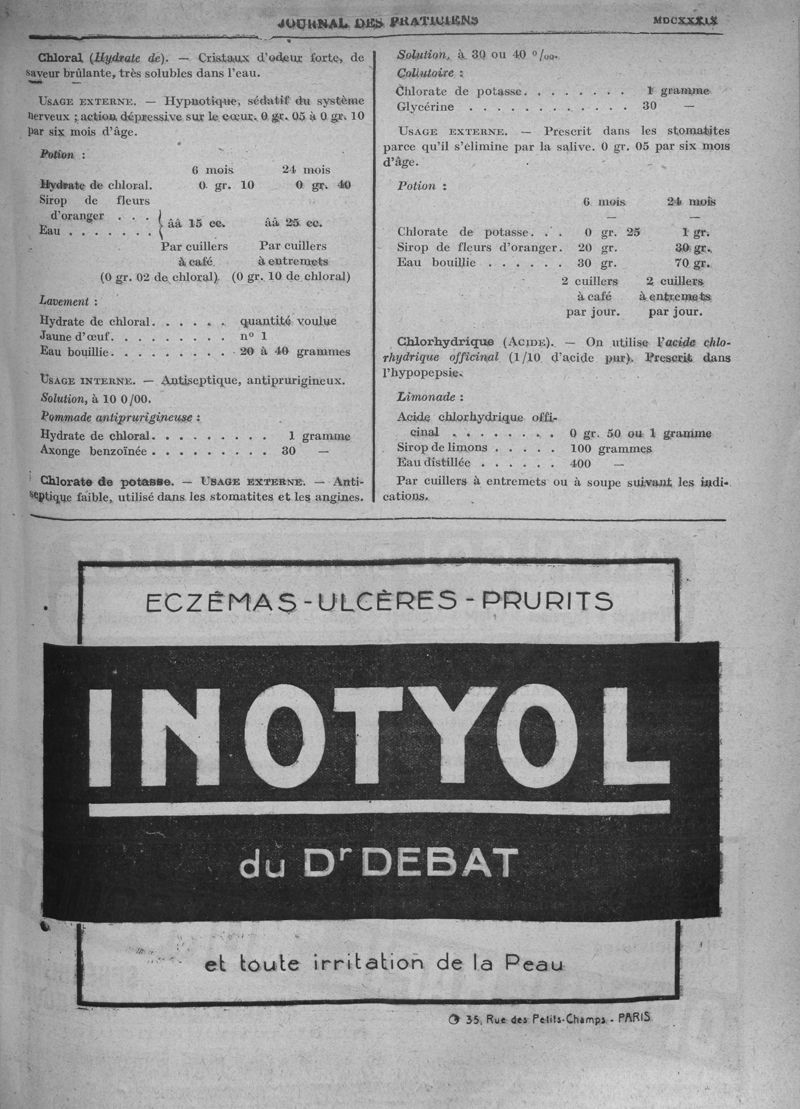 JOURNAL DES PRATICIENS
MDCXXXIX
Chloral (Hydrate de). — Cristaux d'odeur forte, de
saveur brûlante, très solubles dans l'eau.
USAGE EXTERNE. — Hypnotique, sédatif du système
nerveux ; action dépressive sur le cœur. 0 gr. 05 à 0 gr. 10
par six mois d'âge.
Potion :
6 mois 24 mois
Hydrate de chloral. 0 gr. 10 0 gr. 40
Sirop de fleurs
d'oranger . . . } âà 15 cc. âà 25 cc.
Eau . . . . . . .
Par cuillers Par cuillers
à café à entremets
(0 gr. 02 de chloral). (0 gr. 10 de chloral)
Lavement :
Hydrate de chloral. . . . . . quantité voulue
Jaune d'œuf. . . . . . . . . n° 1
Eau bouillie. . . . . . . . . 20 à 40 grammes
USAGE INTERNE. — Antiseptique, antiprurigineux.
Solution, à 10 0/00.
Pommade antiprurigineuse :
Hydrate de chloral. . . . . . . . . 1 gramme
Axonge benzoïnée . . . . . . . . . 30 —
Chlorate de potasse. — USAGE EXTERNE. — Anti-
septique faible, utilisé dans les stomatites et les angines.
Solution, à 30 ou 40 º/₀₀.
Collutoire :
Chlorate de potasse. . . . . . . . 1 gramme
Glycérine . . . . . . . . . . . . 30 —
USAGE EXTERNE. — Prescrit dans les stomatites
parce qu'il s'elimine par la salive. 0 gr. 05 par six mois
d'âge.
Potion :
6 mois 24 mois
— —
Chlorate de potasse. . . 0 gr. 25 1 gr.
Sirop de fleurs d'oranger. 20 gr. 30 gr.
Eau bouillie . . . . . . 30 gr. 70 gr.
2 cuillers 2 cuillers
à café à entremets
par jour. par jour.
Chlorhydrique (ACIDE). — On utilise l'acide chlo-
rhydrique officinal (1/10 d'acide pur). Prescrit dans
l'hypopepsie.
Limonade :
Acide chlorhydrique offi-
cinal . . . . . . . . 0 gr. 50 ou 1 gramme
Sirop de limons . . . . . 100 grammes
Eau distillée . . . . . . 400 —
Par cuillers à entremets ou à soupe suivant les indi-
cations.
ECZÉMAS - ULCÈRES - PRURITS
INOTYOL
du Dr DEBAT
et toute irritation de la Peau
35, Rue des Petits-Champs - PARIS